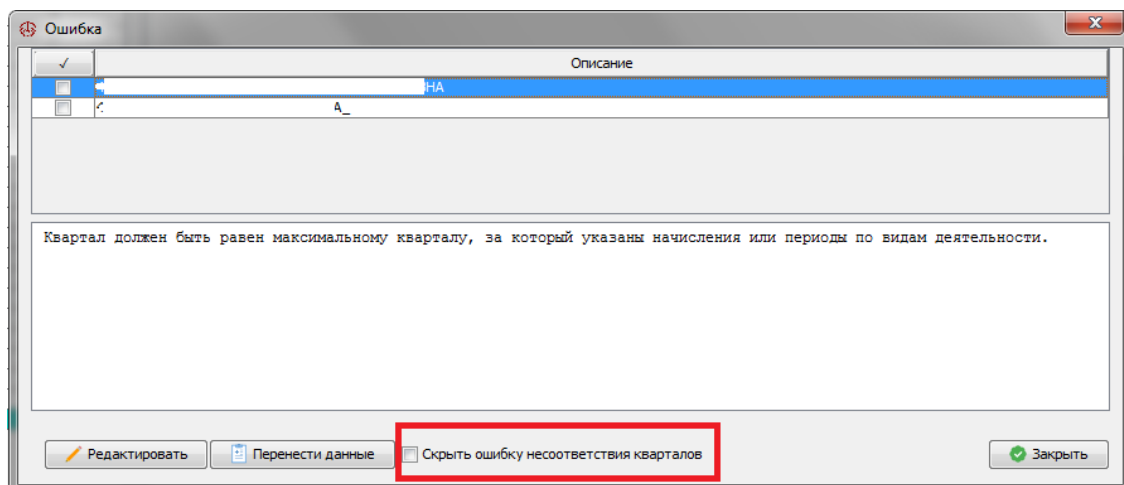 Ошибка
✓ Описание
НА
А_
Квартал должен быть равен максимальному кварталу, за который указаны начисления или периоды по видам деятельности.
Редактировать Перенести данные Скрыть ошибку несоответствия кварталов Закрыть